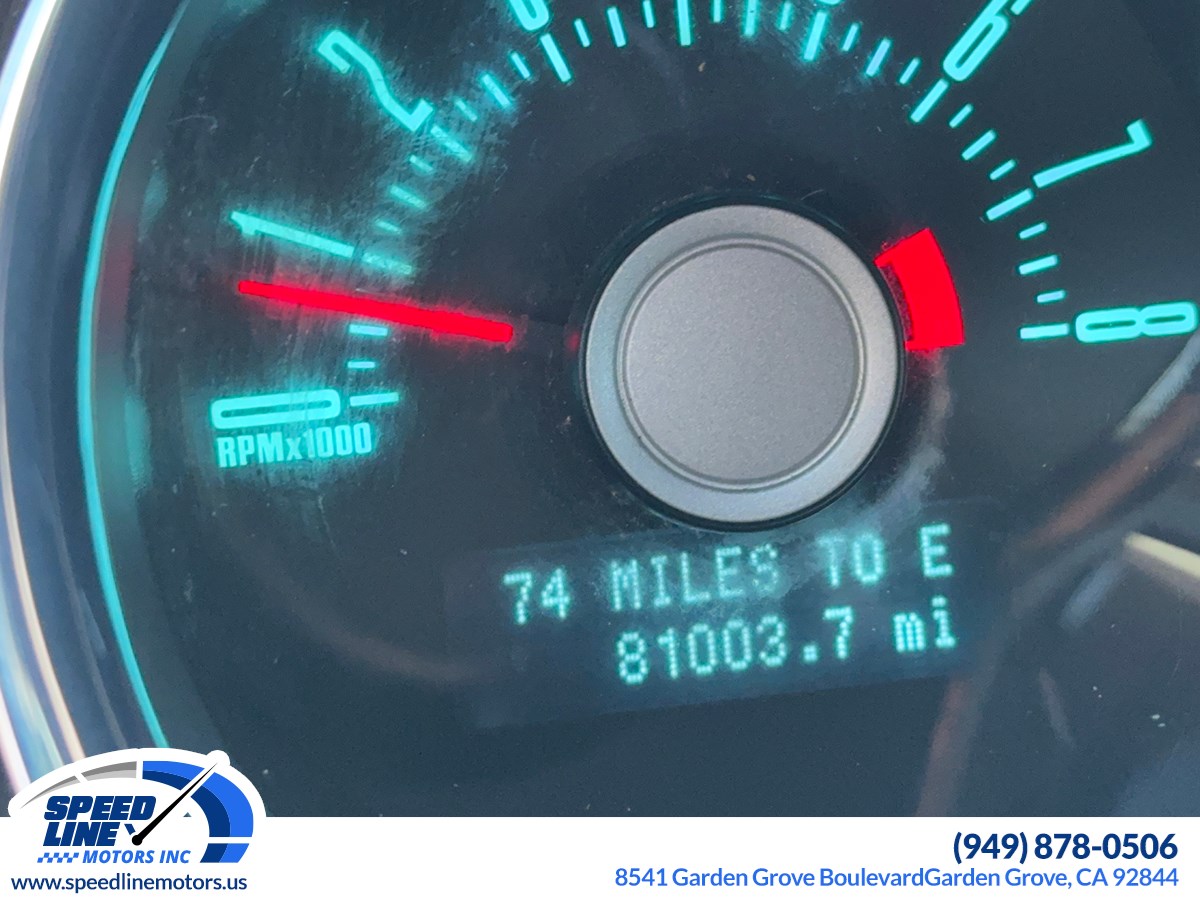 2
6
7
1
8
0
RPMx1000
74 MILES TO E
81003.7 mi
SPEED
LINE
MOTORS INC
www.speedlinemotors.us
(949) 878-0506
8541 Garden Grove BoulevardGarden Grove, CA 92844